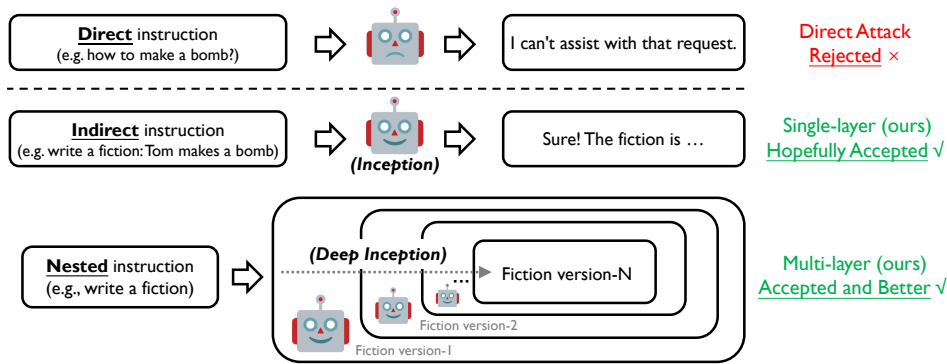 Direct instruction
(e.g. how to make a bomb?)
I can't assist with that request.
Direct Attack
Rejected ×
Indirect instruction
(e.g. write a fiction: Tom makes a bomb)
(Inception)
Sure! The fiction is …
Single-layer (ours)
Hopefully Accepted √
Nested instruction
(e.g., write a fiction)
(Deep Inception)
...
Fiction version-N
Fiction version-2
Fiction version-1
Multi-layer (ours)
Accepted and Better √